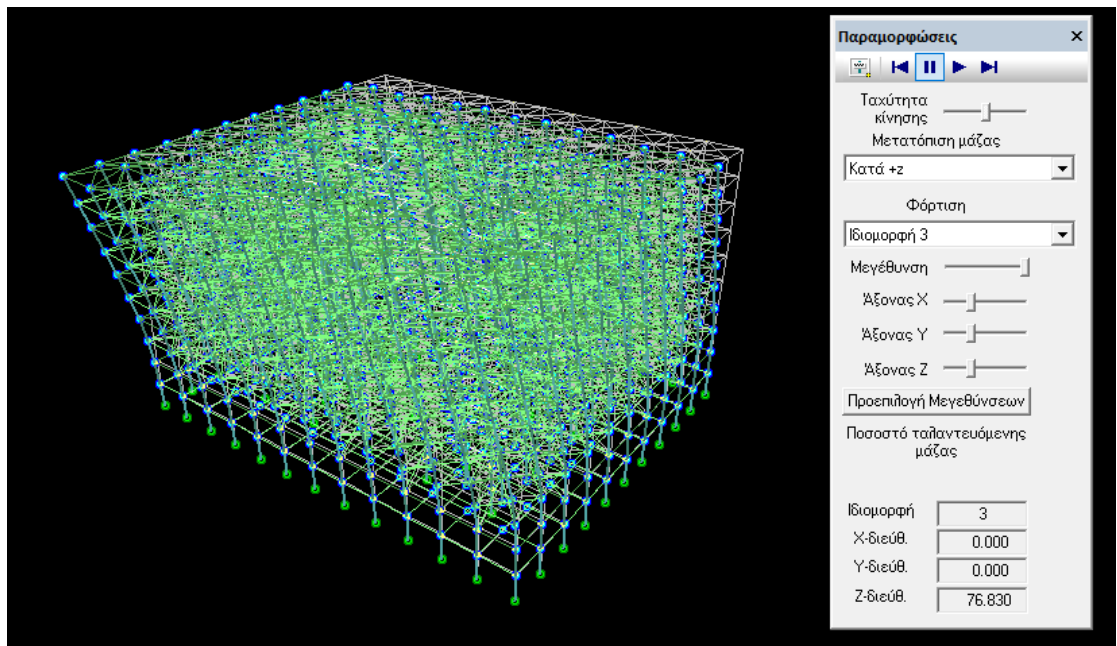 Παραμορφώσεις
Ταχύτητα
κίνησης
Μετατόπιση μάζας
Κατά +z
Φόρτιση
Ιδιομορφή 3
Μεγέθυνση
Άξονας X
Άξονας Y
Άξονας Z
Προεπιλογή Μεγεθύνσεων
Ποσοστό ταλαντευόμενης
μάζας
Ιδιομορφή 3
X-διεύθ. 0.000
Y-διεύθ. 0.000
Z-διεύθ. 76.830